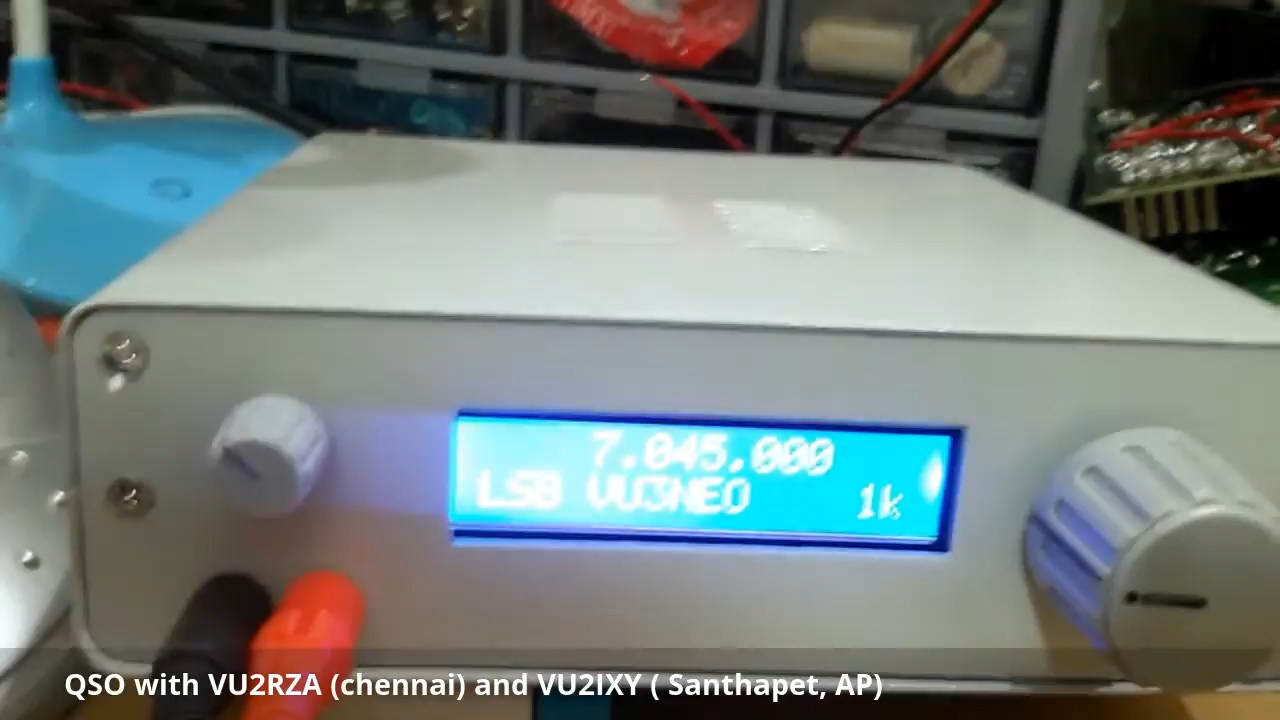 7.045.000
LSB VU3NEO 1k
QSO with VU2RZA (chennai) and VU2IXY ( Santhapet, AP)